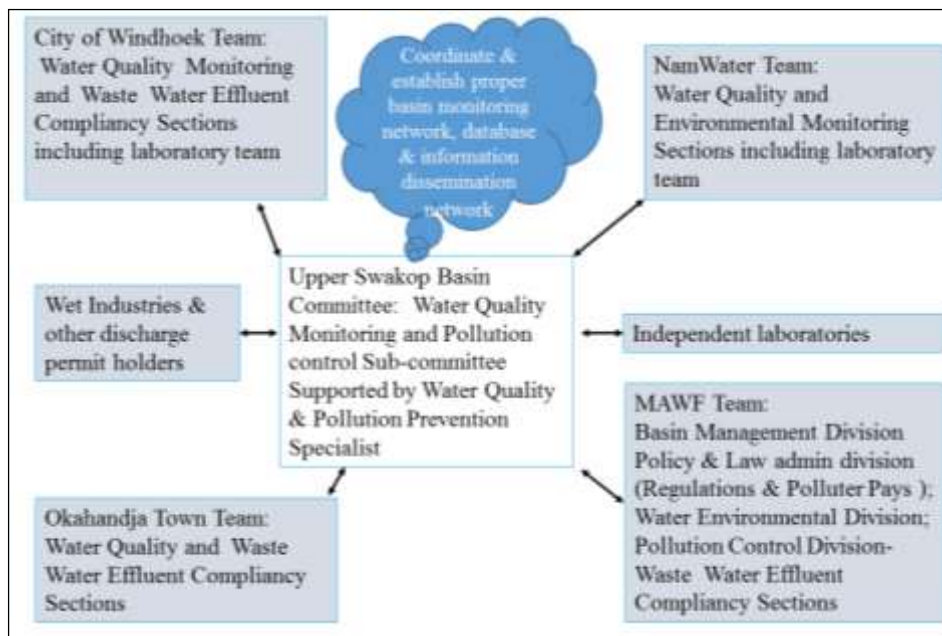 City of Windhoek Team:
Water Quality Monitoring
and Waste Water Effluent
Compliancy Sections
including laboratory team
Coordinate &
establish proper
basin monitoring
network, database
& information
dissemination
network
NamWater Team:
Water Quality and
Environmental Monitoring
Sections including laboratory
team
Wet Industries &
other discharge
permit holders
Upper Swakop Basin
Committee: Water Quality
Monitoring and Pollution
control Sub-committee
Supported by Water Quality
& Pollution Prevention
Specialist
Independent laboratories
Okahandja Town Team:
Water Quality and Waste
Water Effluent Compliancy
Sections
MAWF Team:
Basin Management Division
Policy & Law admin division
(Regulations & Polluter Pays );
Water Environmental Division;
Pollution Control Division-
Waste Water Effluent
Compliancy Sections